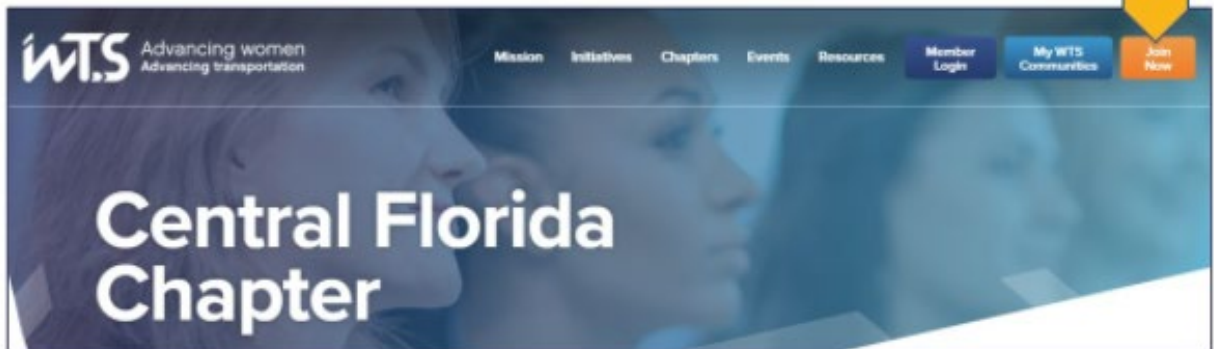 WTS Advancing women
Advancing transportation
Mission Initiatives Chapters Events Resources Member Login My WTS Communities Join Now
Central Florida
Chapter